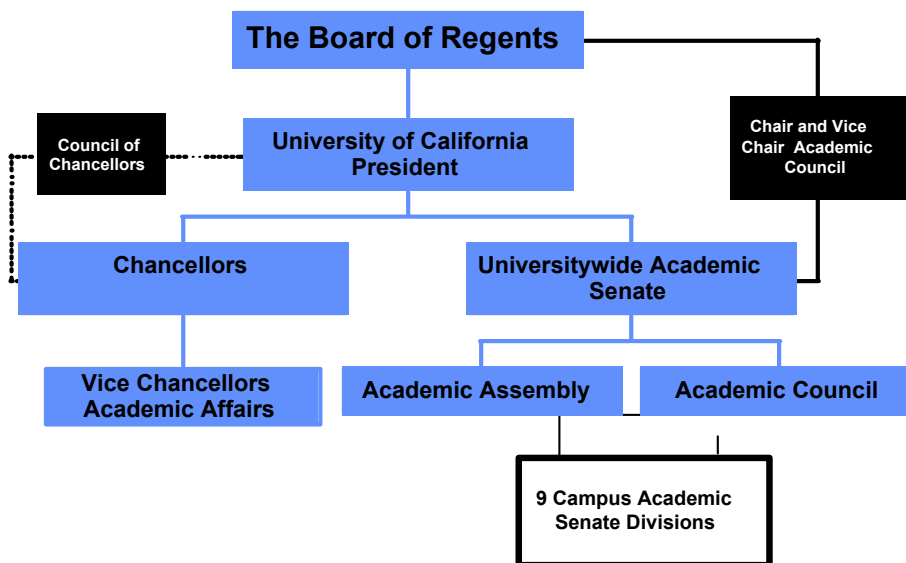 The Board of Regents
Council of
Chancellors
University of California
President
Chair and Vice
Chair Academic
Council
Chancellors
Universitywide Academic
Senate
Vice Chancellors
Academic Affairs
Academic Assembly
Academic Council
9 Campus Academic
Senate Divisions